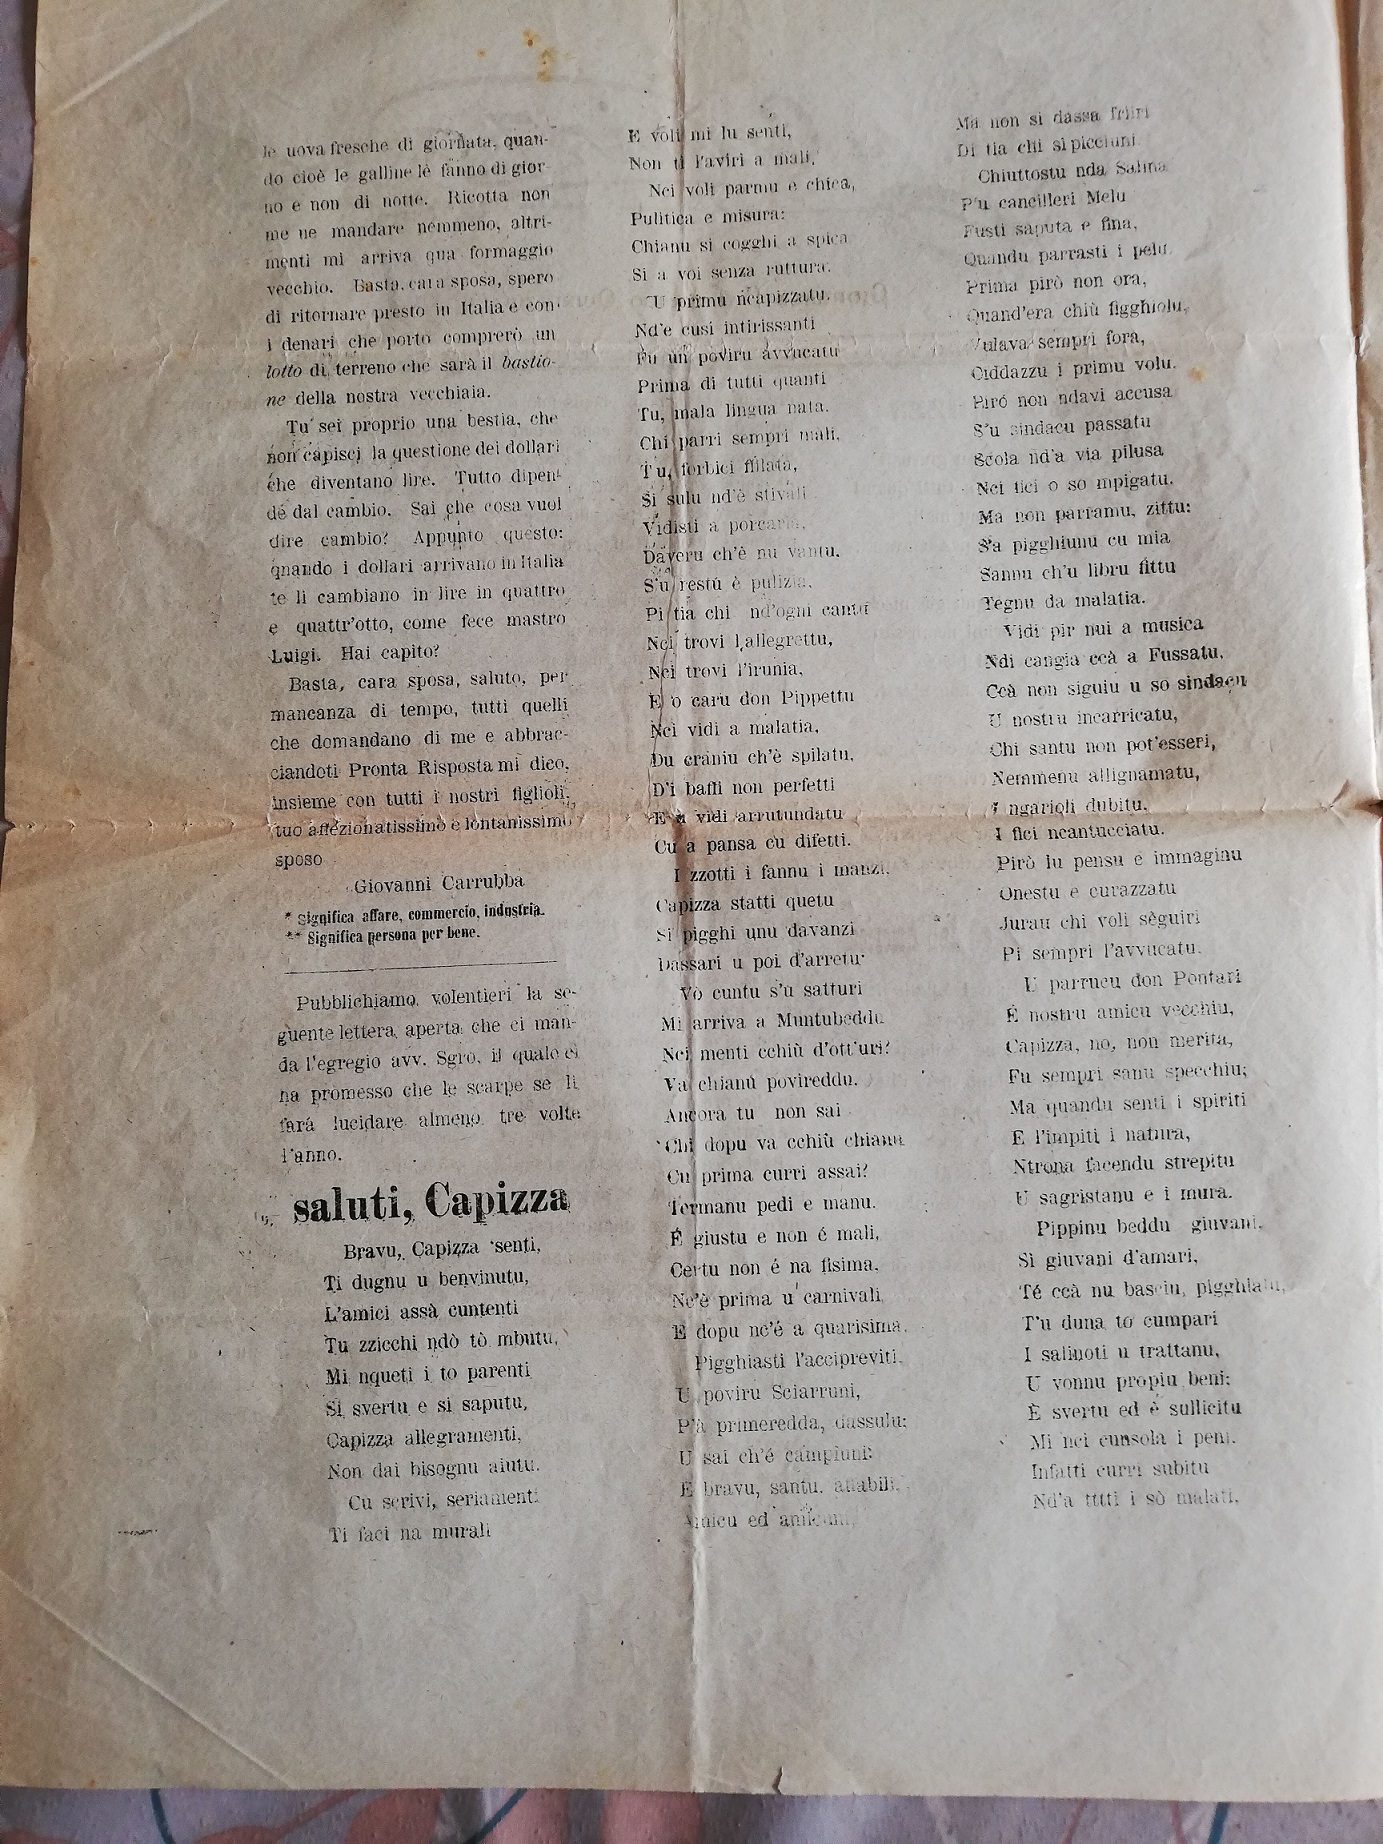 le uova fresche di giornata, quan-
do cioè le galline le fanno di gior-
no e non di notte. Ricotta non
me ne mandare nemmeno, altri-
menti mi arriva qua formaggio
vecchio. Basta, cara sposa, spero
di ritornare presto in Italia e con-
i denari che porto comprerò un
lotto di terreno che sarà il bastio-
ne della nostra vecchiaia.
Tu sei proprio una bestia, che
non capisci la questione dei dollari
che diventano lire. Tutto dipen-
de dal cambio. Sai che cosa vuol
dire cambio? Appunto questo:
quando i dollari arrivano in Italia
te li cambiano in lire in quattro
e quattr'otto, come fece mastro
Luigi. Hai capito?
Basta, cara sposa, saluto, per
mancanza di tempo, tutti quelli
che domandano di me e abbrac-
ciandoti Pronta Risposta mi dico,
insieme con tutti i nostri figlioli,
tuo affezionatissimo e lontanissimo
sposo
Giovanni Carrubba
* Significa affare, commercio, industria.
** Significa persona per bene.
Pubblichiamo volentieri la se-
guente lettera aperta che ci man-
da l'egregio avv. Sgro, il quale ci
ha promesso che le scarpe se li
farà lucidare almeno tre volte
l'anno.
saluti, Capizza
Bravu, Capizza 'senti,
Ti dugnu u benvinutu,
L'amici assà cuntenti
Tu zzicchi ndò tò mbutu,
Mi nqueti i to parenti
Si svertu e si saputu,
Capizza allegramenti,
Non dai bisognu aiutu.
Cu scrivi, seriamenti
Ti faci na murali
E voli mi lu senti,
Non ti l'aviri a mali,
Nci voli parmu e chica,
Pulitica e misura:
Chianu si cogghi a spica
Si a voi senza ruttura.
U primu ncapizzatu
Nd'e cusi intirissanti
Fu un poviru avvucatu
Prima di tutti quanti
Tu, mala lingua nata,
Chi parri sempri mali,
Tu, forbici ffilata,
Si sulu nd'è stivali
Vidisti a porcaria,
Daveru ch'è nu vantu,
S'u restu è pulizia,
Pi tia chi nd'ogni cantu
Nci trovi l,allegrettu,
Nci trovi l'irunia,
E o caru don Pippettu
Nci vidi a malatia,
Du craniu ch'è spilatu,
D'i baffi non perfetti
E a vidi arrutundatu
Cu a pansa cu difetti.
I zzotti i fannu i manzi,
Capizza statti quetu
Si pigghi unu davanzi
Dassari u poi d'arretu
Vò cuntu s'u satturi
Mi arriva a Muntubeddu
Nci menti cchiù d'ott'uri?
Va chianu povireddu.
Ancora tu non sai
Chi dopu va cchiù chianu
Cu prima curri assai?
Termanu pedi e manu.
É giustu e non é mali,
Certu non é na fisima,
Nc'è prima u carnivali
E dopu nc'é a quarisima.
Pigghiasti l'accipreviti,
U poviru Sciarruni,
P'à primeredda, dassulu:
U sai ch'é campiuni:
E bravu, santu, affabili,
Amicu ed
Ma non si dassa friiri
Di tia chi si picciuni
Chiuttostu nda Salina
P'u cancilleri Melu
Fusti saputa e fina,
Quandu parrasti i pelu
Prima pirò non ora,
Quand'era chiù figghiolu,
Vulava sempri fora,
Ciddazzu i primu volu.
Piró non ndavi accusa
S'u sindacu passatu
Scola nd'a via pilusa
Nci fici o so mpigatu,
Ma non parramu, zittu:
S'a pigghiunu cu mia
Sannu ch'u libru fittu
Tegnu da malatia.
Vidi pir nui a musica
Ndi cangia ccà a Fussatu,
Ccà non siguiu u so sindacu
U nostru incarricatu,
Chi santu non pot'esseri,
Nemmenu allignamatu,
I ngarioli dubitu,
I fici ncantucciatu.
Pirò lu pensu e immaginu
Onestu e curazzatu
Jurau chi voli sèguiri
Pi sempri l'avvucatu.
U parrucu don Pontari
É nostru amicu vecchiu,
Capizza, no, non merita,
Fu sempri sanu specchiu;
Ma quandu senti i spiriti
E l'impiti i natura,
Ntrona facendu strepitu
U sagristanu e i mura.
Pippinu beddu giuvani,
Sì giuvani d'amari,
Té ccà nu basciu, pigghiatu,
T'u duna to cumpari
I salinoti u trattanu,
U vonnu propiu beni;
È svertu ed è sullicitu
Mi nci cunsola i peni.
Infatti curri subitu
Nd'a tttti i sò malati,